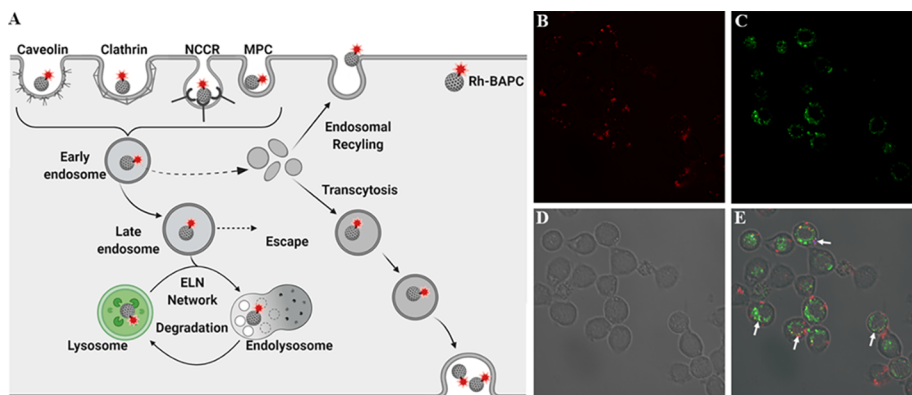 A
Caveolin
Clathrin
NCCR
MPC
Rh-BAPC
Endosomal
Recyling
Early
endosome
Transcytosis
Late
endosome
Escape
ELN
Network
Degradation
Lysosome
Endolysosome
B
C
D
E